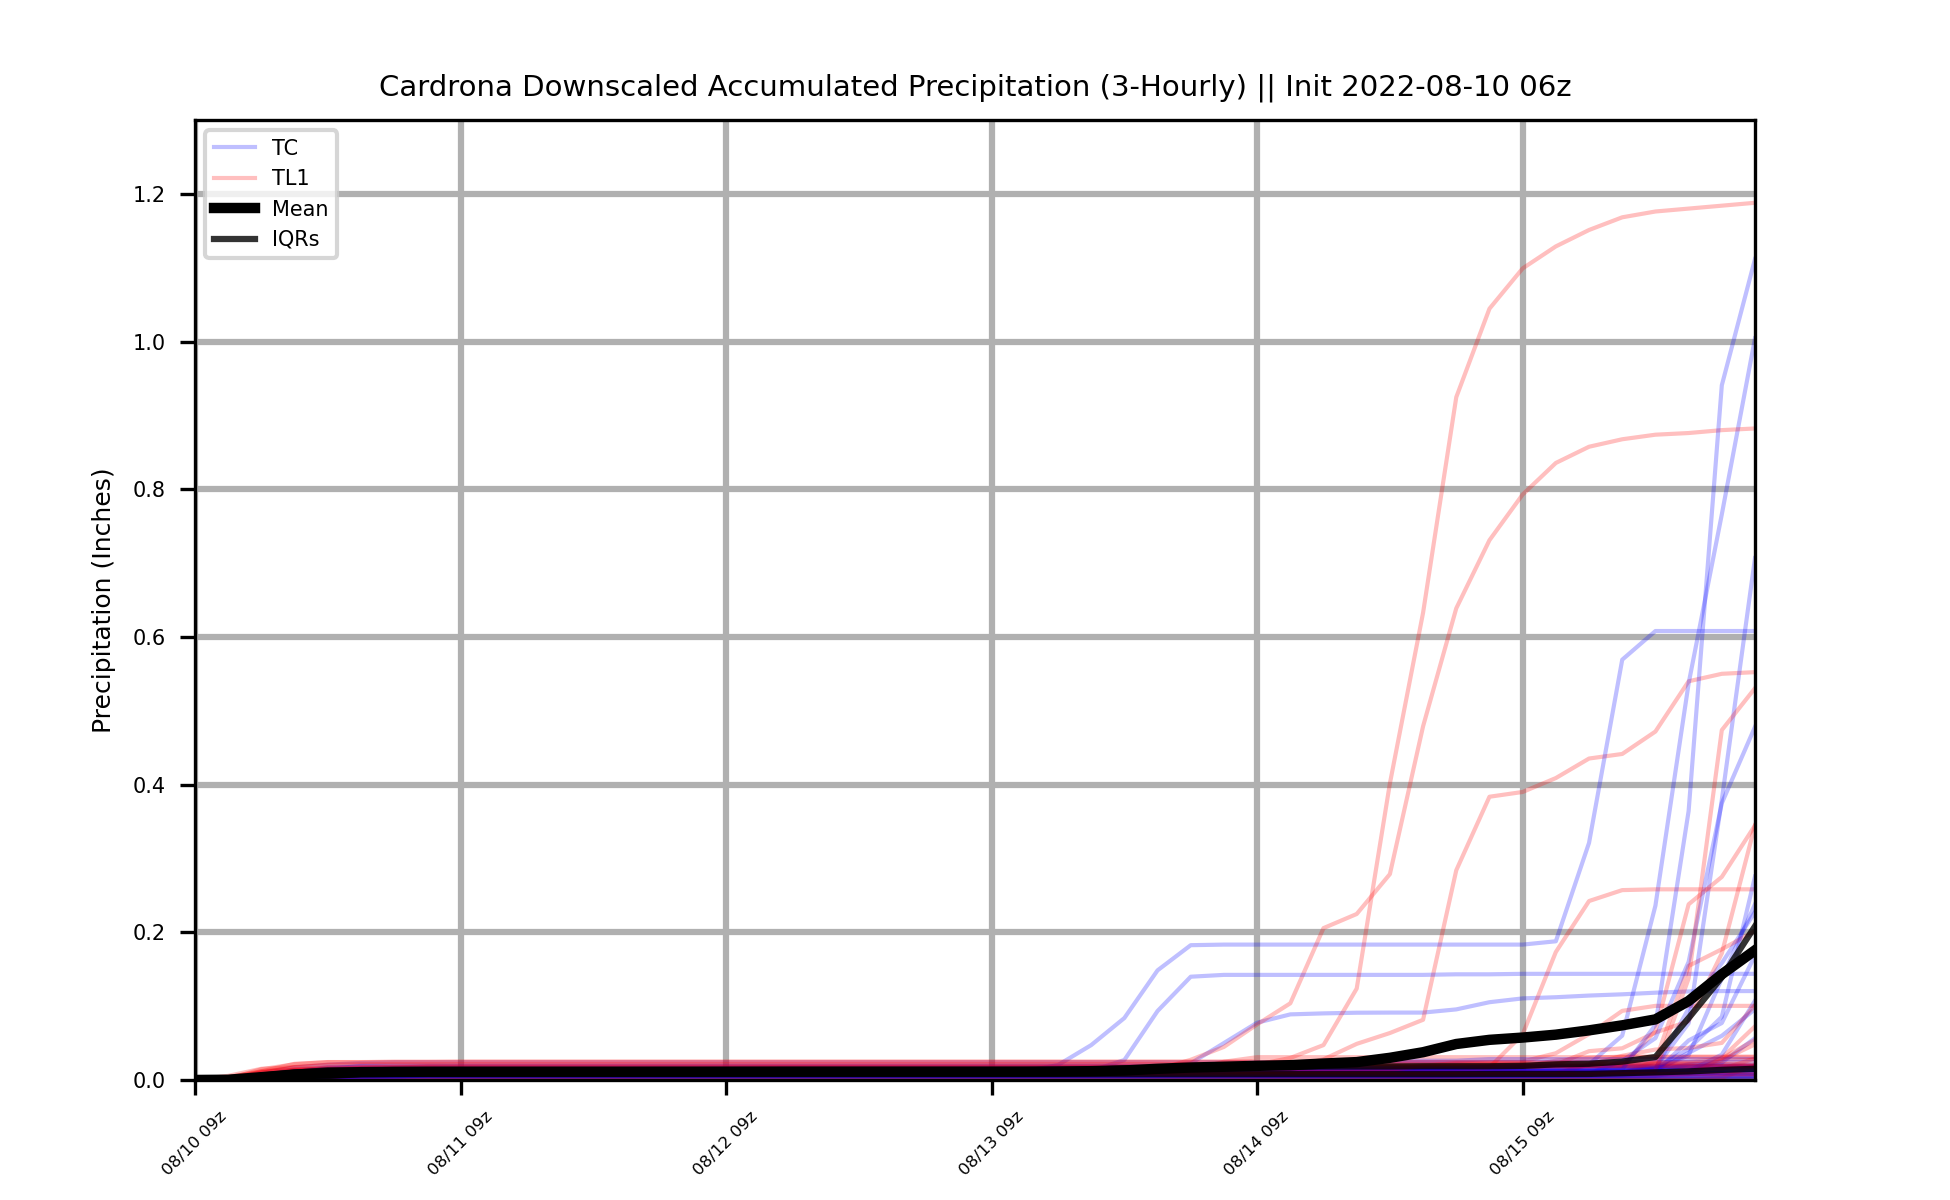 Cardrona Downscaled Accumulated Precipitation (3-Hourly) || Init 2022-08-10 06z
TC
TL1
Mean
IQRs
Precipitation (Inches)
1.2
1.0
0.8
0.6
0.4
0.2
0.0
08/10 09z
08/11 09z
08/12 09z
08/13 09z
08/14 09z
08/15 09z